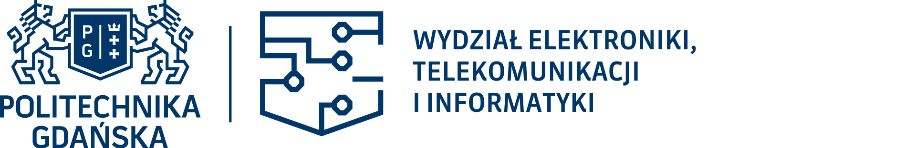 P
G
POLITECHNIKA
GDAŃSKA
WYDZIAŁ ELEKTRONIKI,
TELEKOMUNIKACJI
I INFORMATYKI